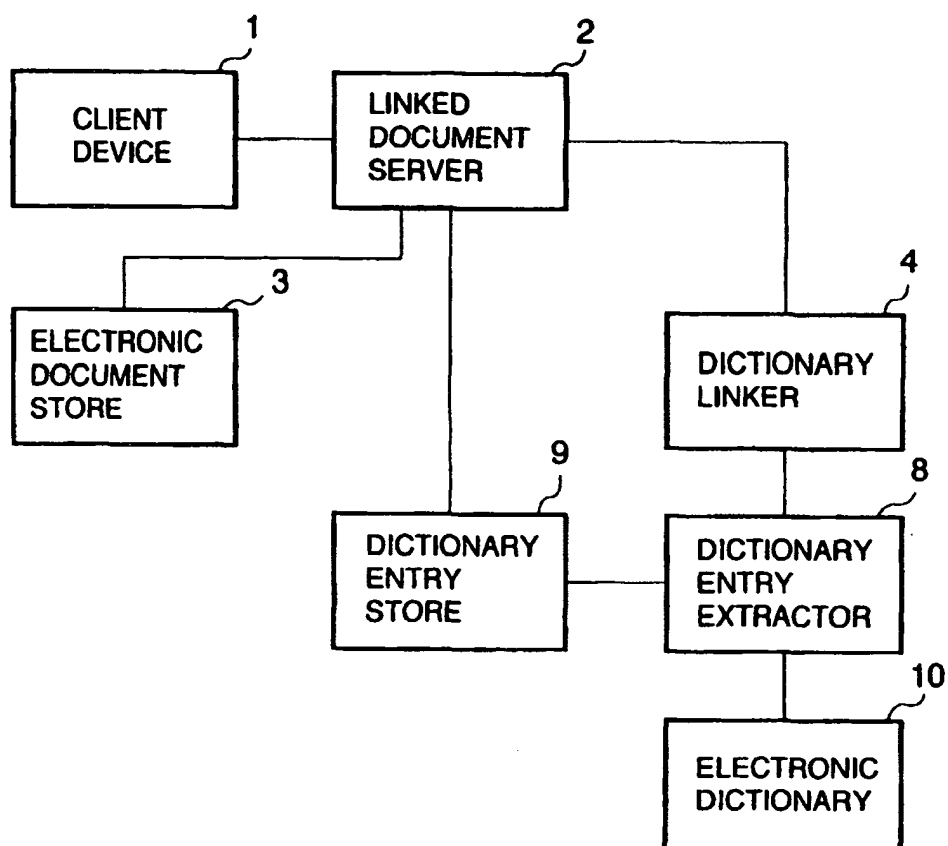 1
CLIENT
DEVICE
2
LINKED
DOCUMENT
SERVER
3
ELECTRONIC
DOCUMENT
STORE
4
DICTIONARY
LINKER
9
DICTIONARY
ENTRY
STORE
8
DICTIONARY
ENTRY
EXTRACTOR
10
ELECTRONIC
DICTIONARY